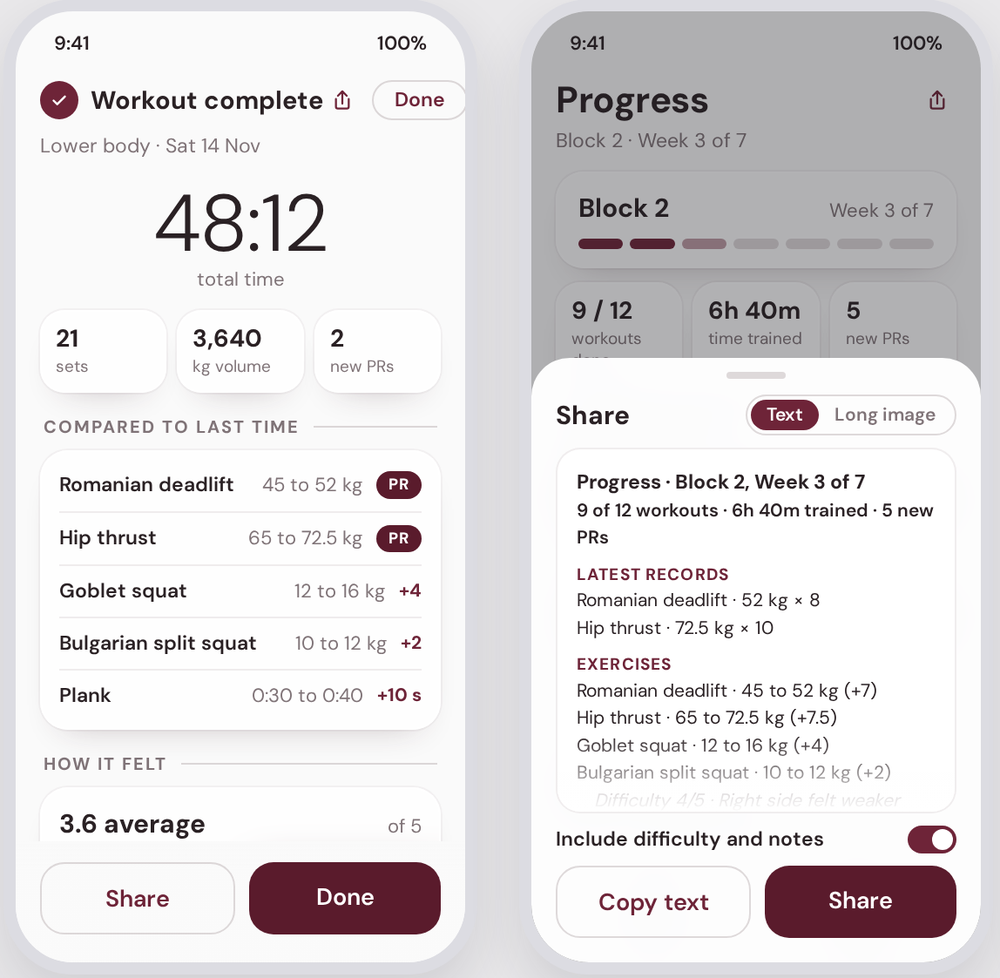 9:41 100%
Workout complete Done
Lower body · Sat 14 Nov
48:12
total time
21
sets
3,640
kg volume
2
new PRs
COMPARED TO LAST TIME
Romanian deadlift 45 to 52 kg PR
Hip thrust 65 to 72.5 kg PR
Goblet squat 12 to 16 kg +4
Bulgarian split squat 10 to 12 kg +2
Plank 0:30 to 0:40 +10 s
HOW IT FELT
3.6 average of 5
Share Done
9:41 100%
Progress
Block 2 · Week 3 of 7
Block 2 Week 3 of 7
9 / 12
workouts
done
6h 40m
time trained
5
new PRs
Share Text Long image
Progress · Block 2, Week 3 of 7
9 of 12 workouts · 6h 40m trained · 5 new
PRs
LATEST RECORDS
Romanian deadlift · 52 kg × 8
Hip thrust · 72.5 kg × 10
EXERCISES
Romanian deadlift · 45 to 52 kg (+7)
Hip thrust · 65 to 72.5 kg (+7.5)
Goblet squat · 12 to 16 kg (+4)
Bulgarian split squat · 10 to 12 kg (+2)
Difficulty 4/5 · Right side felt weaker
Include difficulty and notes
Copy text Share